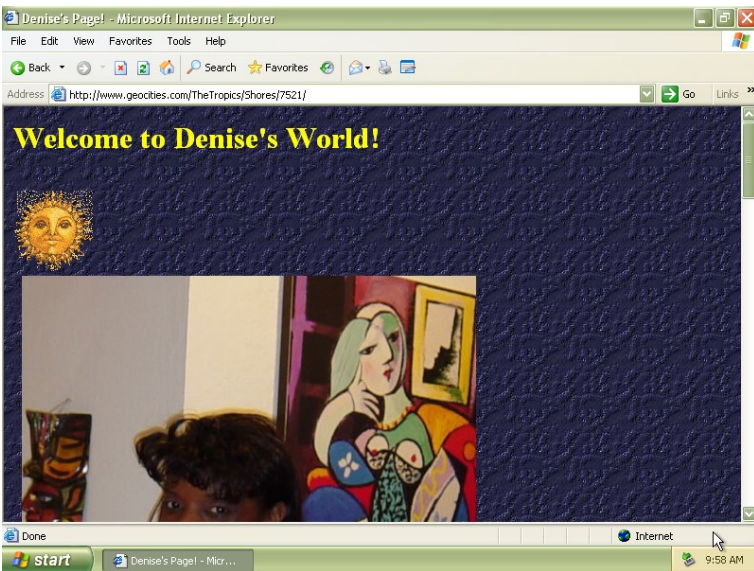 Denise's Page! - Microsoft Internet Explorer
File Edit View Favorites Tools Help
Back Search Favorites
Address http://www.geocities.com/TheTropics/Shores/7521/ Go Links »
Welcome to Denise's World!
Done Internet
start Denise's Page! - Micr... 9:58 AM